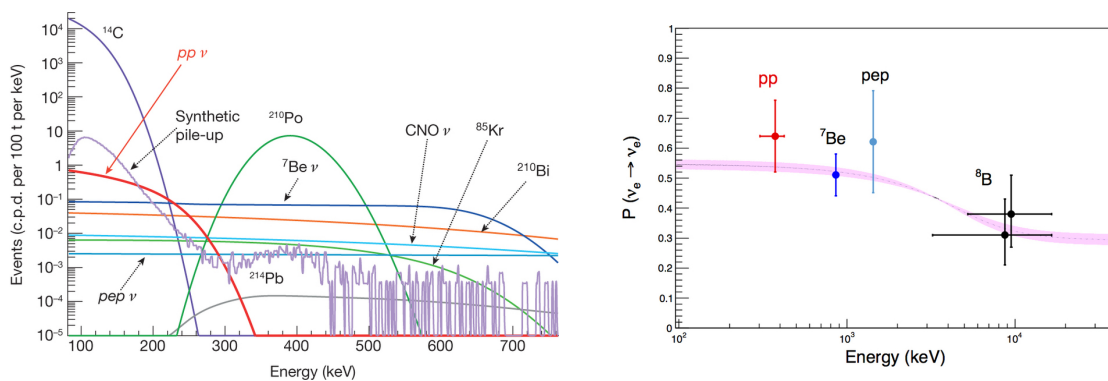 Events (c.p.d. per 100 t per keV)
10⁴
10³
10²
10
1
10⁻¹
10⁻²
10⁻³
10⁻⁴
10⁻⁵
¹⁴C
pp ν
Synthetic
pile-up
²¹⁰Po
⁷Be ν
CNO ν
⁸⁵Kr
²¹⁰Bi
pep ν
²¹⁴Pb
100 200 300 400 500 600 700
Energy (keV)
P (νₑ → νₑ)
1
0.9
0.8
0.7
0.6
0.5
0.4
0.3
0.2
0.1
0
pp
⁷Be
pep
⁸B
10² 10³ 10⁴
Energy (keV)